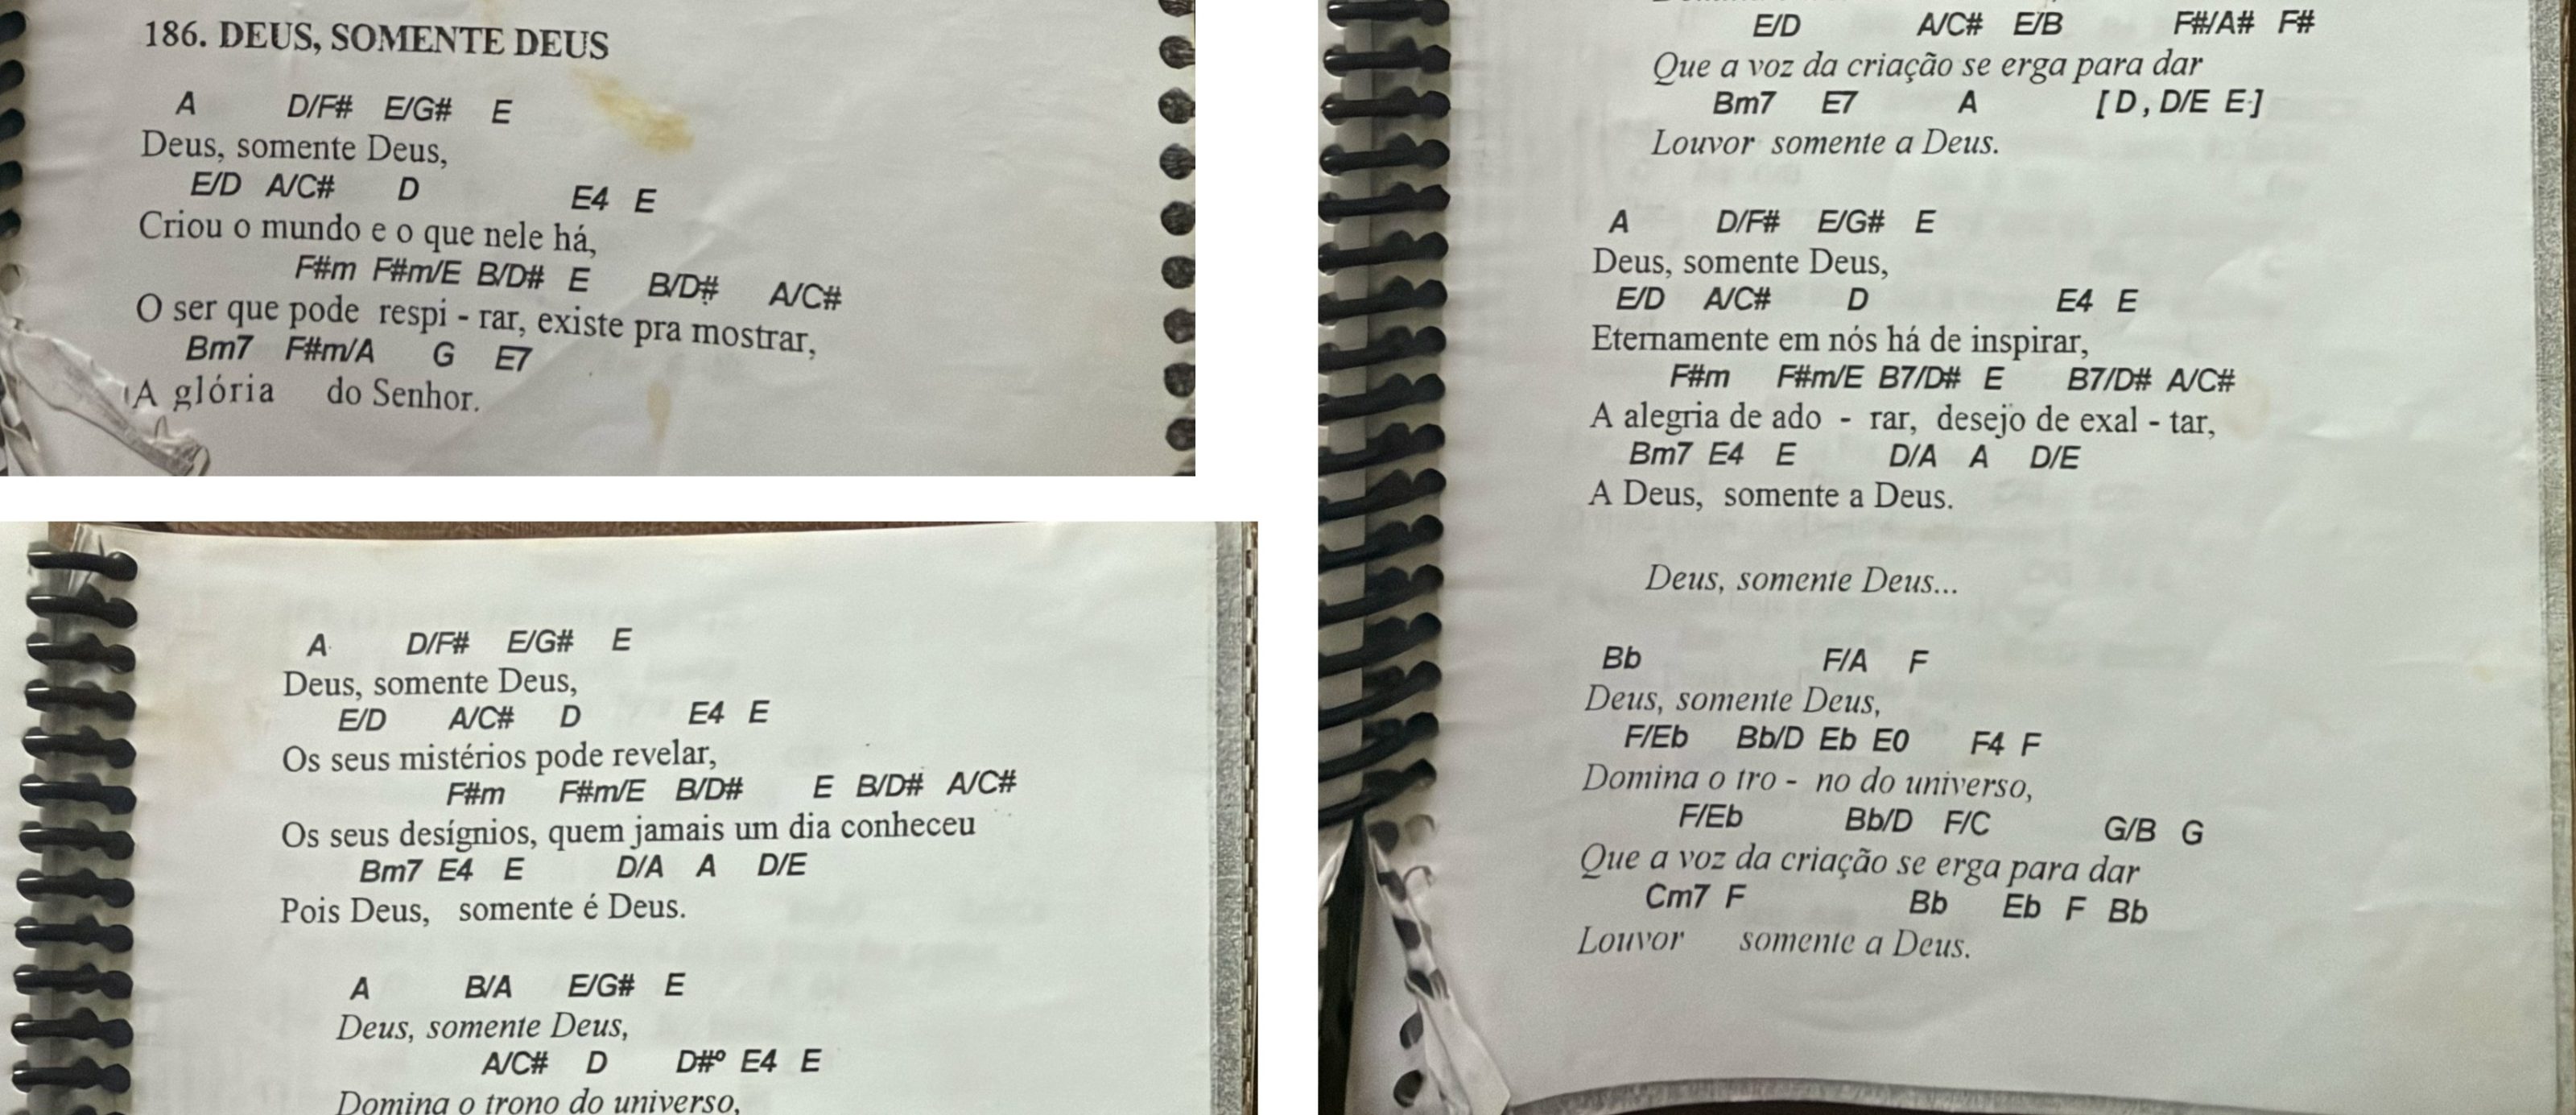 186. DEUS, SOMENTE DEUS
A D/F# E/G# E
Deus, somente Deus,
E/D A/C# D E4 E
Criou o mundo e o que nele há,
F#m F#m/E B/D# E B/D# A/C#
O ser que pode respi - rar, existe pra mostrar,
Bm7 F#m/A G E7
A glória do Senhor.
A D/F# E/G# E
Deus, somente Deus,
E/D A/C# D E4 E
Os seus mistérios pode revelar,
F#m F#m/E B/D# E B/D# A/C#
Os seus desígnios, quem jamais um dia conheceu
Bm7 E4 E D/A A D/E
Pois Deus, somente é Deus.
A B/A E/G# E
Deus, somente Deus,
A/C# D D#º E4 E
Domina o trono do universo,
E/D A/C# E/B F#/A# F#
Que a voz da criação se erga para dar
Bm7 E7 A [ D , D/E E ]
Louvor somente a Deus.
A D/F# E/G# E
Deus, somente Deus,
E/D A/C# D E4 E
Eternamente em nós há de inspirar,
F#m F#m/E B7/D# E B7/D# A/C#
A alegria de ado - rar, desejo de exal - tar,
Bm7 E4 E D/A A D/E
A Deus, somente a Deus.
Deus, somente Deus...
Bb F/A F
Deus, somente Deus,
F/Eb Bb/D Eb E0 F4 F
Domina o tro - no do universo,
F/Eb Bb/D F/C G/B G
Que a voz da criação se erga para dar
Cm7 F Bb Eb F Bb
Louvor somente a Deus.